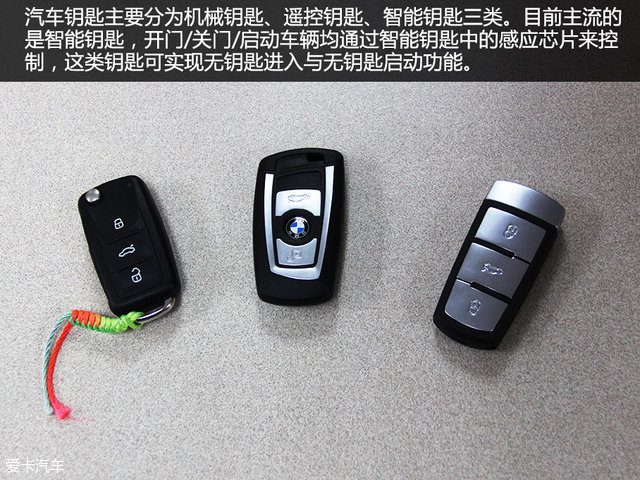 汽车钥匙主要分为机械钥匙、遥控钥匙、智能钥匙三类。目前主流的
是智能钥匙，开门/关门/启动车辆均通过智能钥匙中的感应芯片来控
制，这类钥匙可实现无钥匙进入与无钥匙启动功能。
爱卡汽车